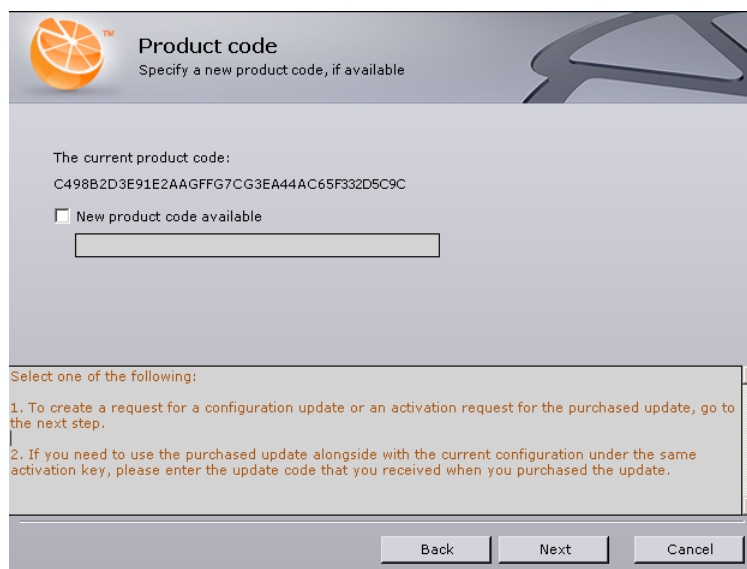 TM
Product code
Specify a new product code, if available
The current product code:
C498B2D3E91E2AAGFFG7CG3EA44AC65F332D5C9C
New product code available
Select one of the following:
1. To create a request for a configuration update or an activation request for the purchased update, go to
the next step.
2. If you need to use the purchased update alongside with the current configuration under the same
activation key, please enter the update code that you received when you purchased the update.
Back
Next
Cancel